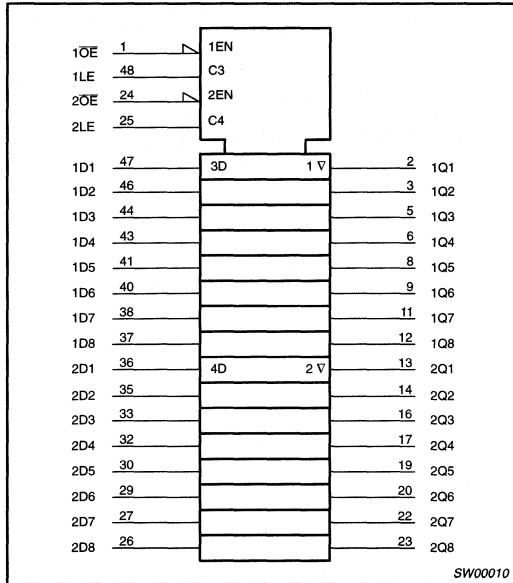 1OE 1 1EN
1LE 48 C3
2OE 24 2EN
2LE 25 C4
1D1 47 3D 1 ∇ 2 1Q1
1D2 46 3 1Q2
1D3 44 5 1Q3
1D4 43 6 1Q4
1D5 41 8 1Q5
1D6 40 9 1Q6
1D7 38 11 1Q7
1D8 37 12 1Q8
2D1 36 4D 2 ∇ 13 2Q1
2D2 35 14 2Q2
2D3 33 16 2Q3
2D4 32 17 2Q4
2D5 30 19 2Q5
2D6 29 20 2Q6
2D7 27 22 2Q7
2D8 26 23 2Q8
SW00010